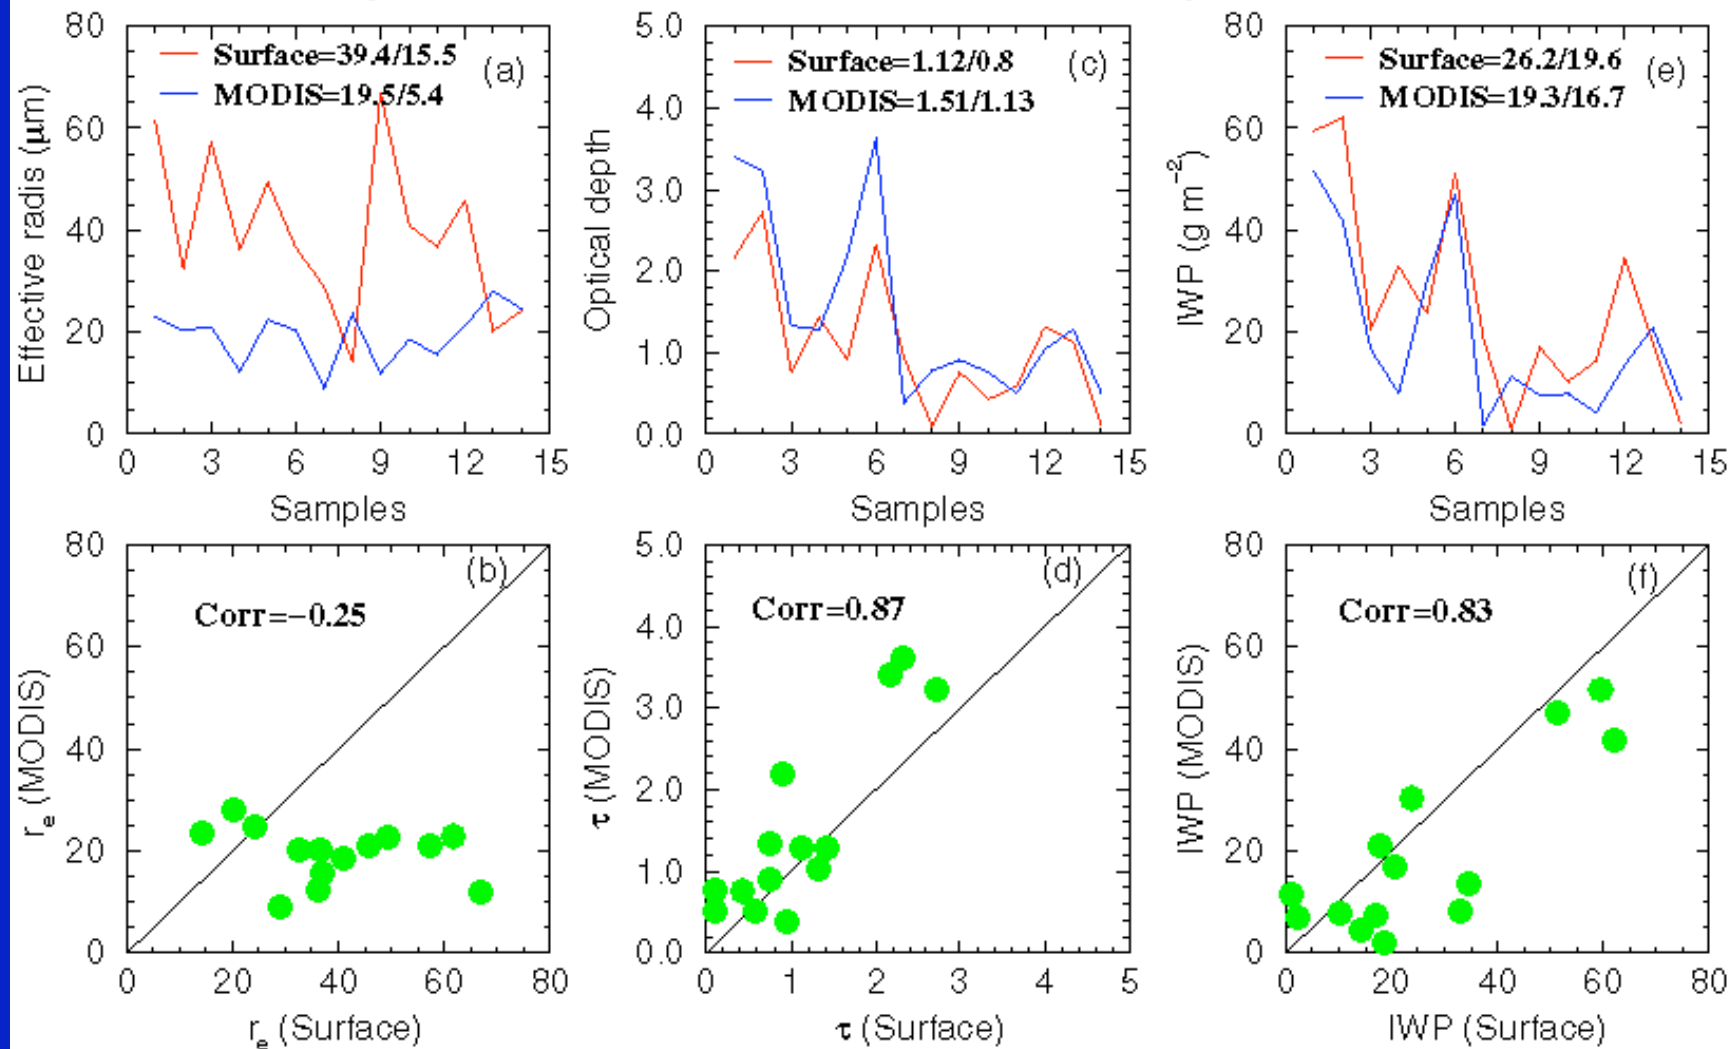 80
60
40
20
0
Effective radis (μm)
Surface=39.4/15.5
MODIS=19.5/5.4
(a)
0 3 6 9 12 15
Samples
5.0
4.0
3.0
2.0
1.0
0.0
Optical depth
Surface=1.12/0.8
MODIS=1.51/1.13
(c)
0 3 6 9 12 15
Samples
80
60
40
20
0
IWP (g m⁻²)
Surface=26.2/19.6
MODIS=19.3/16.7
(e)
0 3 6 9 12 15
Samples
80
60
40
20
0
rₑ (MODIS)
(b)
Corr=−0.25
0 20 40 60 80
rₑ (Surface)
5.0
4.0
3.0
2.0
1.0
0.0
τ (MODIS)
(d)
Corr=0.87
0 1 2 3 4 5
τ (Surface)
80
60
40
20
0
IWP (MODIS)
(f)
Corr=0.83
0 20 40 60 80
IWP (Surface)